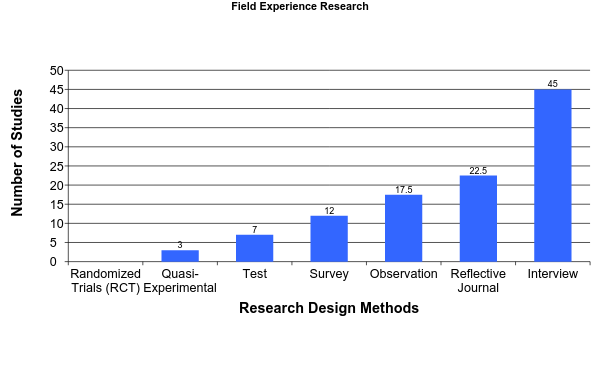 Field Experience Research
Number of Studies
50
45
40
35
30
25
20
15
10
5
0
3
7
12
17.5
22.5
45
Randomized Trials (RCT)
Quasi-Experimental
Test
Survey
Observation
Reflective Journal
Interview
Research Design Methods